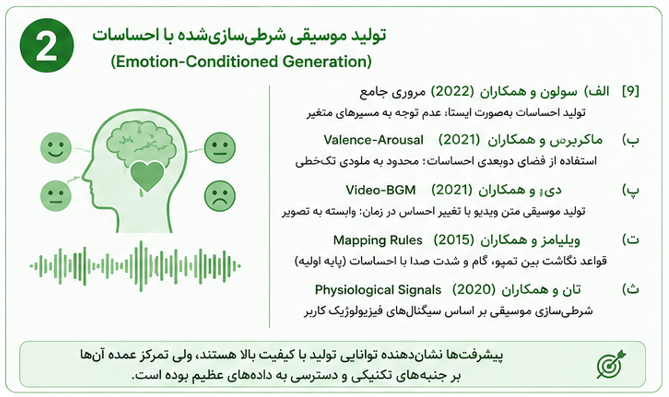 2
تولید موسیقی شرطی‌سازی‌شده با احساسات
(Emotion-Conditioned Generation)
[9] الف) سولون و همکاران (2022) مروری جامع
تولید احساسات به‌صورت ایستا؛ عدم توجه به مسیرهای متغیر
ب) ماکربرص و همکاران (2021) Valence-Arousal
استفاده از فضای دوبعدی احساسات؛ محدود به ملودی تک‌خطی
پ) و همکاران (2021) Video-BGM
تولید موسیقی متن ویدیو با تغییر احساس در زمان؛ وابسته به تصویر
ت) ویلیامز و همکاران (2015) Mapping Rules
قواعد نگاشت بین تمپو، گام و شدت صدا با احساسات (پایه اولیه)
ث) تان و همکاران (2020) Physiological Signals
شرطی‌سازی موسیقی بر اساس سیگنال‌های فیزیولوژیک کاربر
پیشرفت‌ها نشان‌دهنده توانایی تولید با کیفیت بالا هستند، ولی تمرکز عمده آن‌ها
بر جنبه‌های تکنیکی و دسترسی به داده‌های عظیم بوده است.